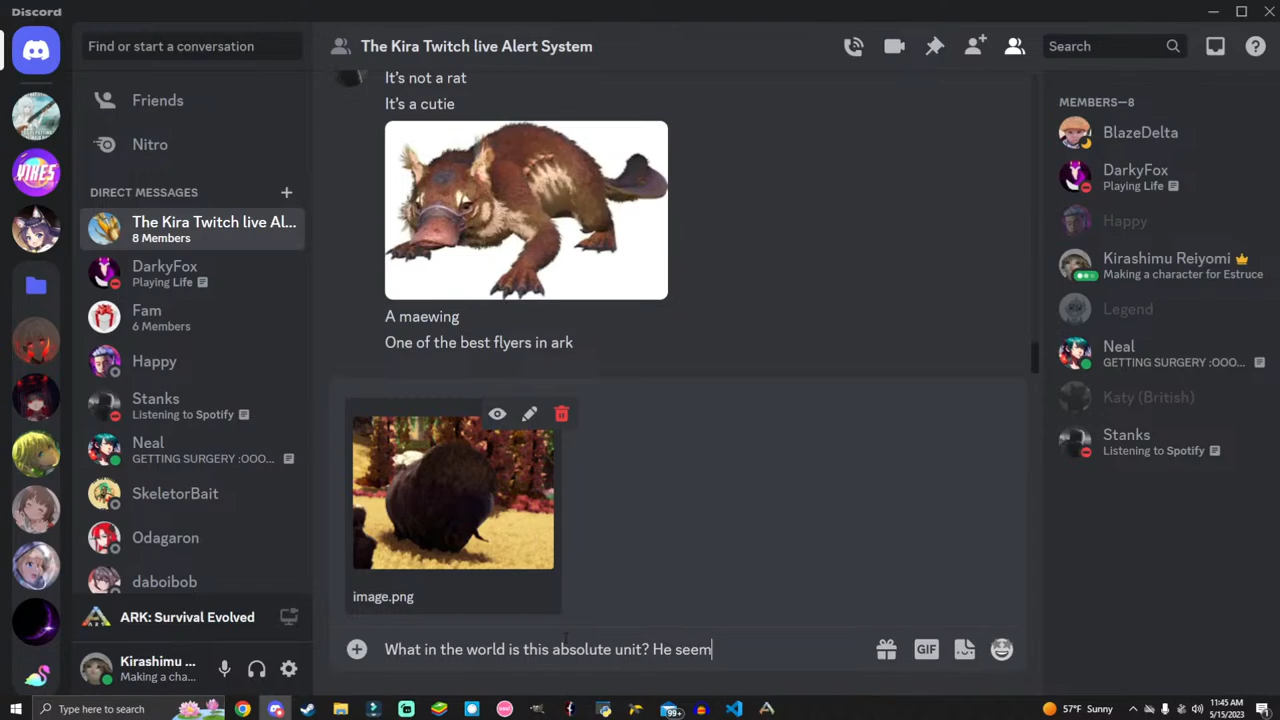 Discord
Find or start a conversation
The Kira Twitch live Alert System
Search
Friends
Nitro
DIRECT MESSAGES
The Kira Twitch live Al...
8 Members
DarkyFox
Playing Life
Fam
6 Members
Happy
Stanks
Listening to Spotify
Neal
GETTING SURGERY :OOO...
SkeletorBait
Odagaron
daboibob
ARK: Survival Evolved
Kirashimu ...
Making a cha...
YIKES
It's not a rat
It's a cutie
A maewing
One of the best flyers in ark
image.png
What in the world is this absolute unit? He seem
GIF
MEMBERS—8
BlazeDelta
DarkyFox
Playing Life
Happy
Kirashimu Reiyomi
Making a character for Estruce
Legend
Neal
GETTING SURGERY :OOO...
Katy (British)
Stanks
Listening to Spotify
Type here to search
99+
57°F Sunny
11:45 AM
5/15/2023